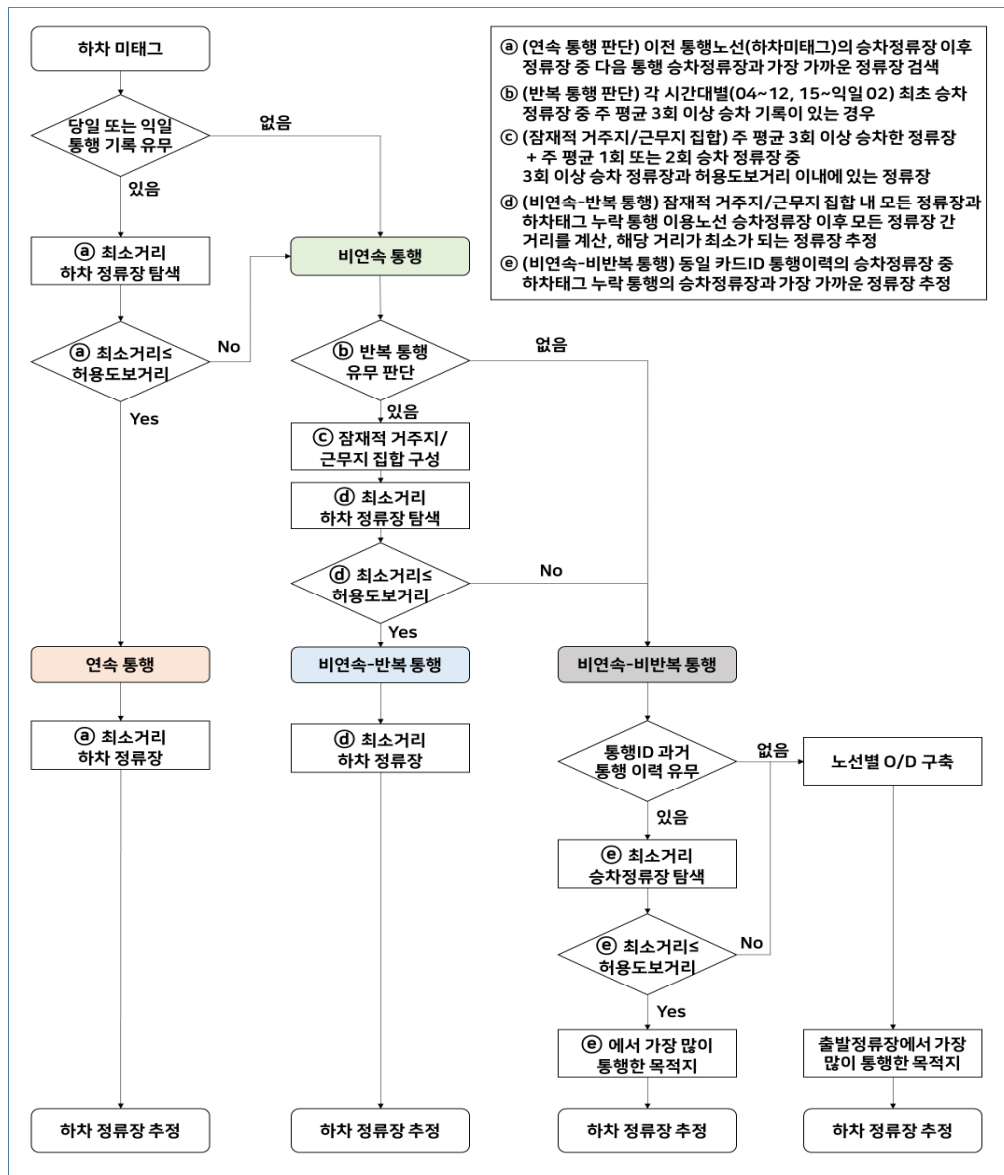 하차 미태그
당일 또는 익일
통행 기록 유무
없음
있음
ⓐ 최소거리
하차 정류장 탐색
ⓐ 최소거리≤
허용도보거리
No
Yes
연속 통행
ⓐ 최소거리
하차 정류장
하차 정류장 추정
비연속 통행
ⓑ 반복 통행
유무 판단
없음
있음
ⓒ 잠재적 거주지/
근무지 집합 구성
ⓓ 최소거리
하차 정류장 탐색
ⓓ 최소거리≤
허용도보거리
No
Yes
비연속-반복 통행
ⓓ 최소거리
하차 정류장
하차 정류장 추정
비연속-비반복 통행
통행ID 과거
통행 이력 유무
없음
있음
ⓔ 최소거리
승차정류장 탐색
ⓔ 최소거리≤
허용도보거리
No
Yes
ⓔ 에서 가장 많이
통행한 목적지
하차 정류장 추정
노선별 O/D 구축
출발정류장에서 가장
많이 통행한 목적지
하차 정류장 추정
ⓐ (연속 통행 판단) 이전 통행노선(하차미태그)의 승차정류장 이후
정류장 중 다음 통행 승차정류장과 가장 가까운 정류장 검색
ⓑ (반복 통행 판단) 각 시간대별(04~12, 15~익일 02) 최초 승차
정류장 중 주 평균 3회 이상 승차 기록이 있는 경우
ⓒ (잠재적 거주지/근무지 집합) 주 평균 3회 이상 승차한 정류장
+ 주 평균 1회 또는 2회 승차 정류장 중
3회 이상 승차 정류장과 허용도보거리 이내에 있는 정류장
ⓓ (비연속-반복 통행) 잠재적 거주지/근무지 집합 내 모든 정류장과
하차태그 누락 통행 이용노선 승차정류장 이후 모든 정류장 간
거리를 계산, 해당 거리가 최소가 되는 정류장 추정
ⓔ (비연속-비반복 통행) 동일 카드ID 통행이력의 승차정류장 중
하차태그 누락 통행의 승차정류장과 가장 가까운 정류장 추정